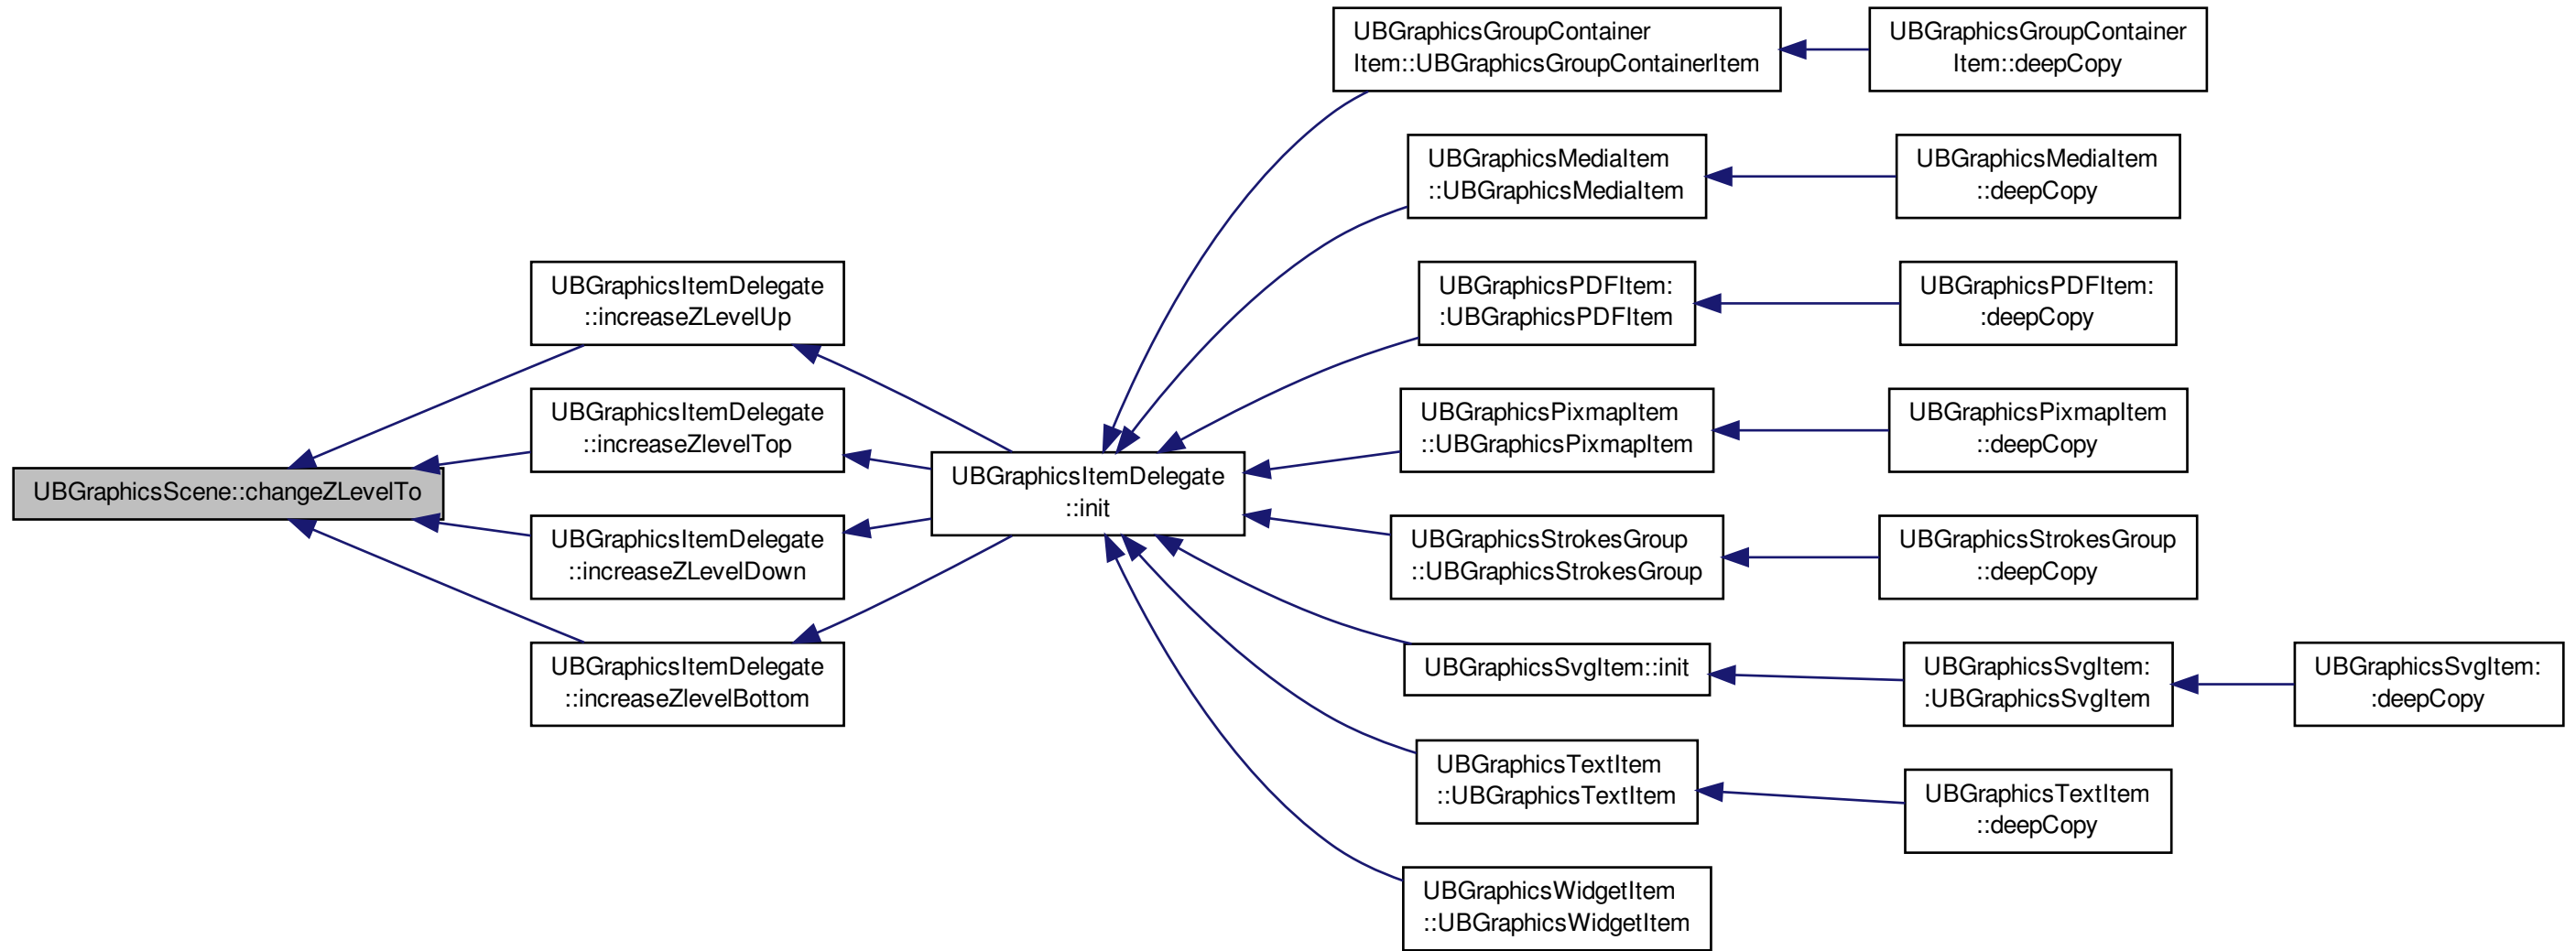 UBGraphicsScene::changeZLevelTo
UBGraphicsItemDelegate
::increaseZLevelUp
UBGraphicsItemDelegate
::increaseZlevelTop
UBGraphicsItemDelegate
::increaseZLevelDown
UBGraphicsItemDelegate
::increaseZlevelBottom
UBGraphicsItemDelegate
::init
UBGraphicsGroupContainer
Item::UBGraphicsGroupContainerItem
UBGraphicsGroupContainer
Item::deepCopy
UBGraphicsMediaItem
::UBGraphicsMediaItem
UBGraphicsMediaItem
::deepCopy
UBGraphicsPDFItem:
:UBGraphicsPDFItem
UBGraphicsPDFItem:
:deepCopy
UBGraphicsPixmapItem
::UBGraphicsPixmapItem
UBGraphicsPixmapItem
::deepCopy
UBGraphicsStrokesGroup
::UBGraphicsStrokesGroup
UBGraphicsStrokesGroup
::deepCopy
UBGraphicsSvgItem::init
UBGraphicsSvgItem:
:UBGraphicsSvgItem
UBGraphicsSvgItem:
:deepCopy
UBGraphicsTextItem
::UBGraphicsTextItem
UBGraphicsTextItem
::deepCopy
UBGraphicsWidgetItem
::UBGraphicsWidgetItem